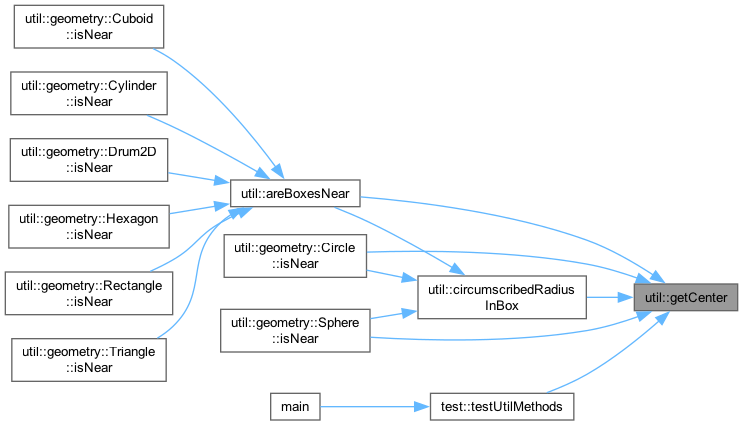 util::geometry::Cuboid
::isNear
util::geometry::Cylinder
::isNear
util::geometry::Drum2D
::isNear
util::geometry::Hexagon
::isNear
util::geometry::Rectangle
::isNear
util::geometry::Triangle
::isNear
util::areBoxesNear
util::geometry::Circle
::isNear
util::geometry::Sphere
::isNear
main
util::circumscribedRadius
InBox
test::testUtilMethods
util::getCenter